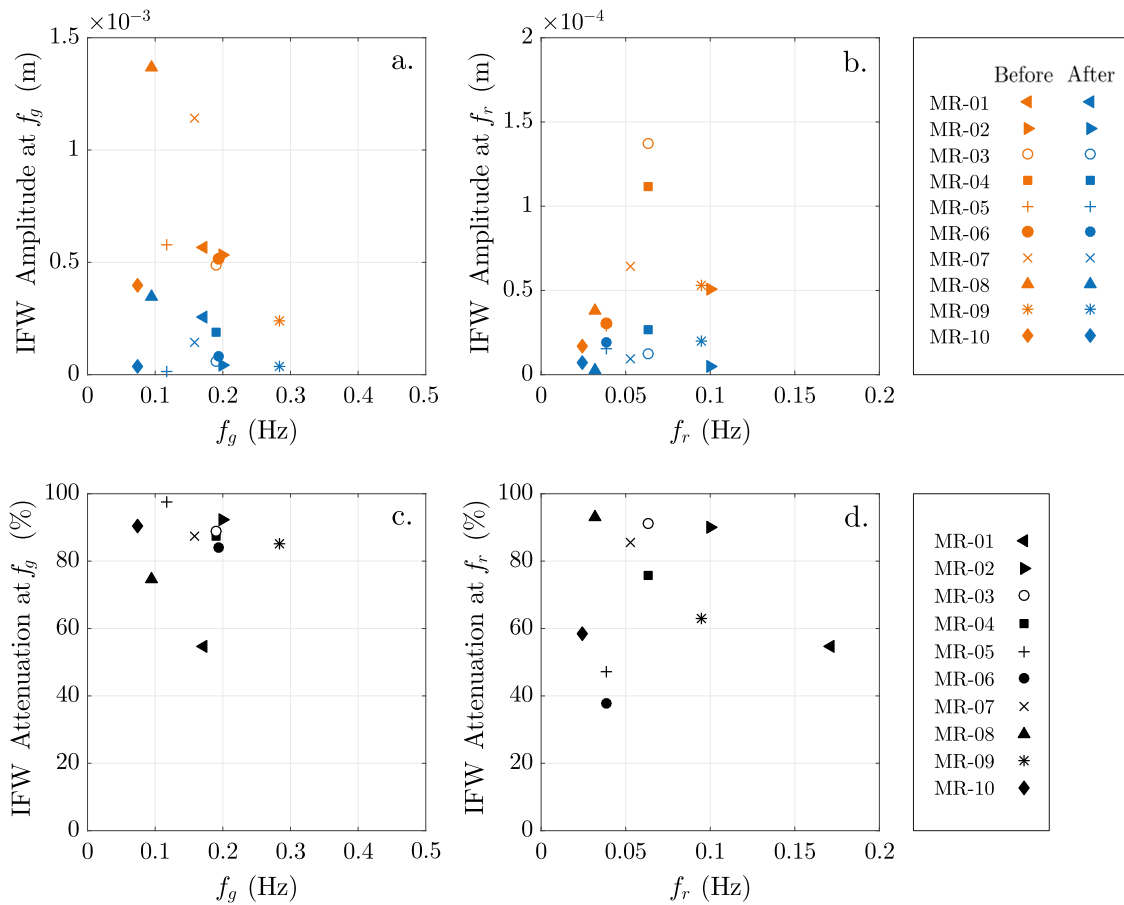 ×10⁻³
1.5
1
0.5
0
0
0.1
0.2
0.3
0.4
0.5
IFW Amplitude at f_g (m)
f_g (Hz)
a.
×10⁻⁴
2
1.5
1
0.5
0
0
0.05
0.1
0.15
0.2
IFW Amplitude at f_r (m)
f_r (Hz)
b.
Before After
MR-01
MR-02
MR-03
MR-04
MR-05
MR-06
MR-07
MR-08
MR-09
MR-10
100
80
60
40
20
0
0
0.1
0.2
0.3
0.4
0.5
IFW Attenuation at f_g (%)
f_g (Hz)
c.
100
80
60
40
20
0
0
0.05
0.1
0.15
0.2
IFW Attenuation at f_r (%)
f_r (Hz)
d.
MR-01
MR-02
MR-03
MR-04
MR-05
MR-06
MR-07
MR-08
MR-09
MR-10